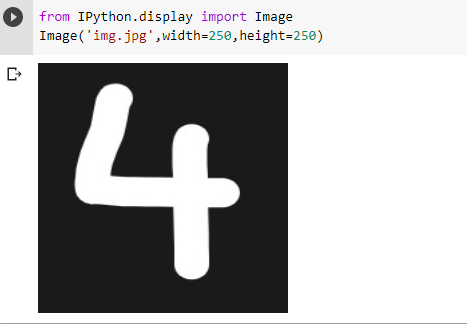 from IPython.display import Image
Image('img.jpg',width=250,height=250)
4